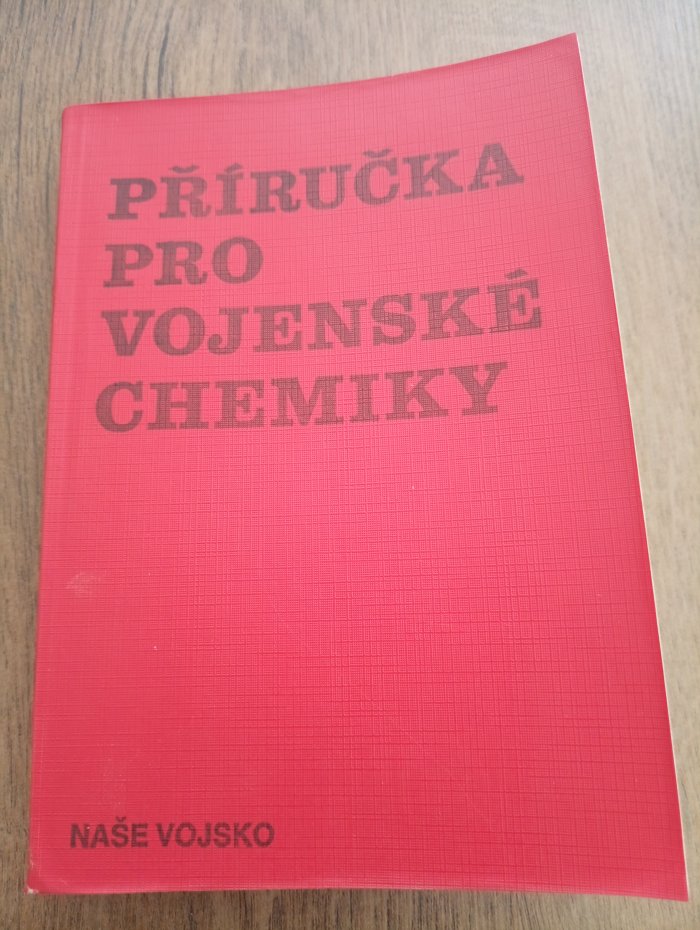 PŘÍRUČKA
PRO
VOJENSKÉ
CHEMIKY
NAŠE VOJSKO